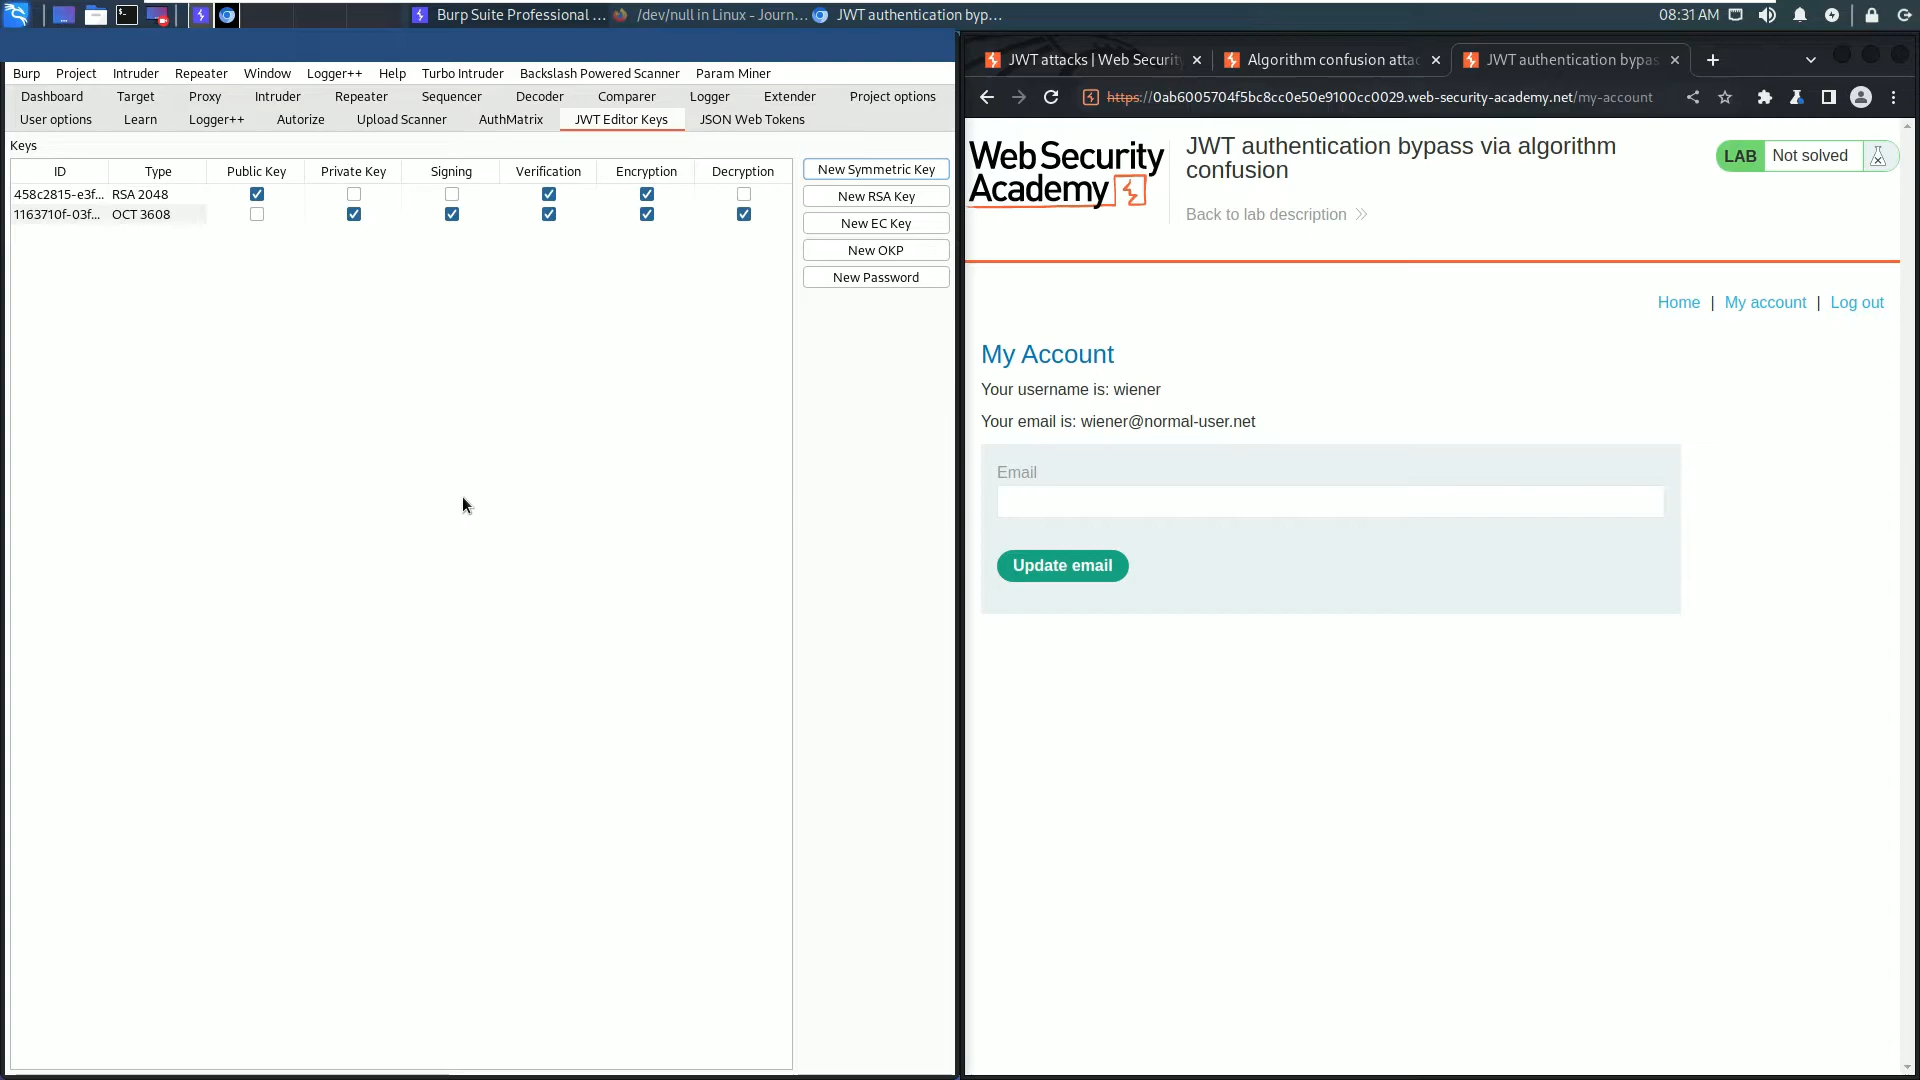 Burp Suite Professional ...
/dev/null in Linux - Journ...
JWT authentication byp...
08:31 AM
Burp Project Intruder Repeater Window Logger++ Help Turbo Intruder Backslash Powered Scanner Param Miner
Dashboard Target Proxy Intruder Repeater Sequencer Decoder Comparer Logger Extender Project options
User options Learn Logger++ Autorize Upload Scanner AuthMatrix JWT Editor Keys JSON Web Tokens
Keys
ID Type Public Key Private Key Signing Verification Encryption Decryption
458c2815-e3f... RSA 2048
1163710f-03f... OCT 3608
New Symmetric Key
New RSA Key
New EC Key
New OKP
New Password
JWT attacks | Web Securit
Algorithm confusion attac
JWT authentication bypas
https://0ab6005704f5bc8cc0e50e9100cc0029.web-security-academy.net/my-account
Web Security
Academy
JWT authentication bypass via algorithm
confusion
Back to lab description
LAB Not solved
Home | My account | Log out
My Account
Your username is: wiener
Your email is: wiener@normal-user.net
Email
Update email